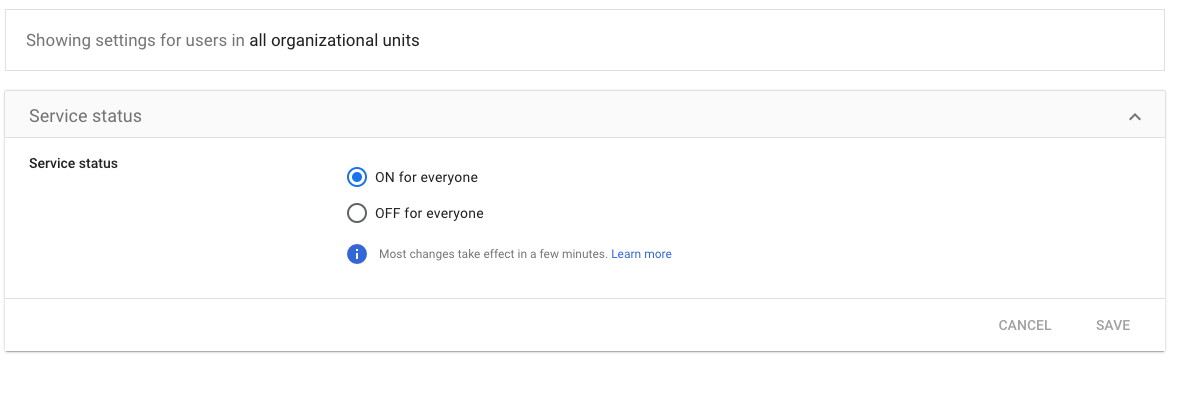 Showing settings for users in all organizational units
Service status
Service status
ON for everyone
OFF for everyone
Most changes take effect in a few minutes. Learn more
CANCEL SAVE